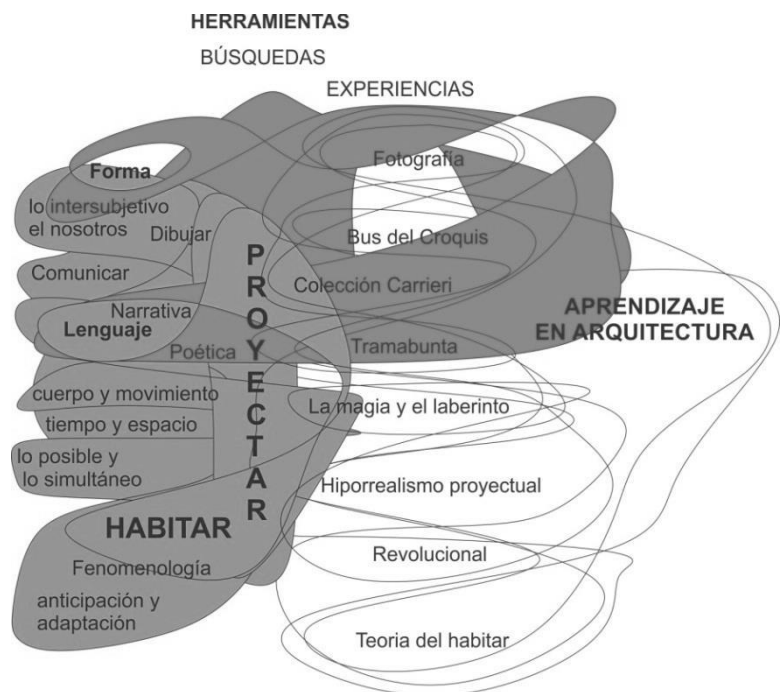 HERRAMIENTAS
BÚSQUEDAS
EXPERIENCIAS
Fotografía
Forma
lo intersubjetivo
el nosotros
Dibujar
Bus del Croquis
Comunicar
Colección Carrieri
Narrativa
Lenguaje
Poética
PROYECTAR
Tramabunta
APRENDIZAJE
EN ARQUITECTURA
cuerpo y movimiento
La magia y el laberinto
tiempo y espacio
lo posible y
lo simultáneo
Hiporrealismo proyectual
HABITAR
Revolucional
Fenomenología
anticipación y
adaptación
Teoria del habitar